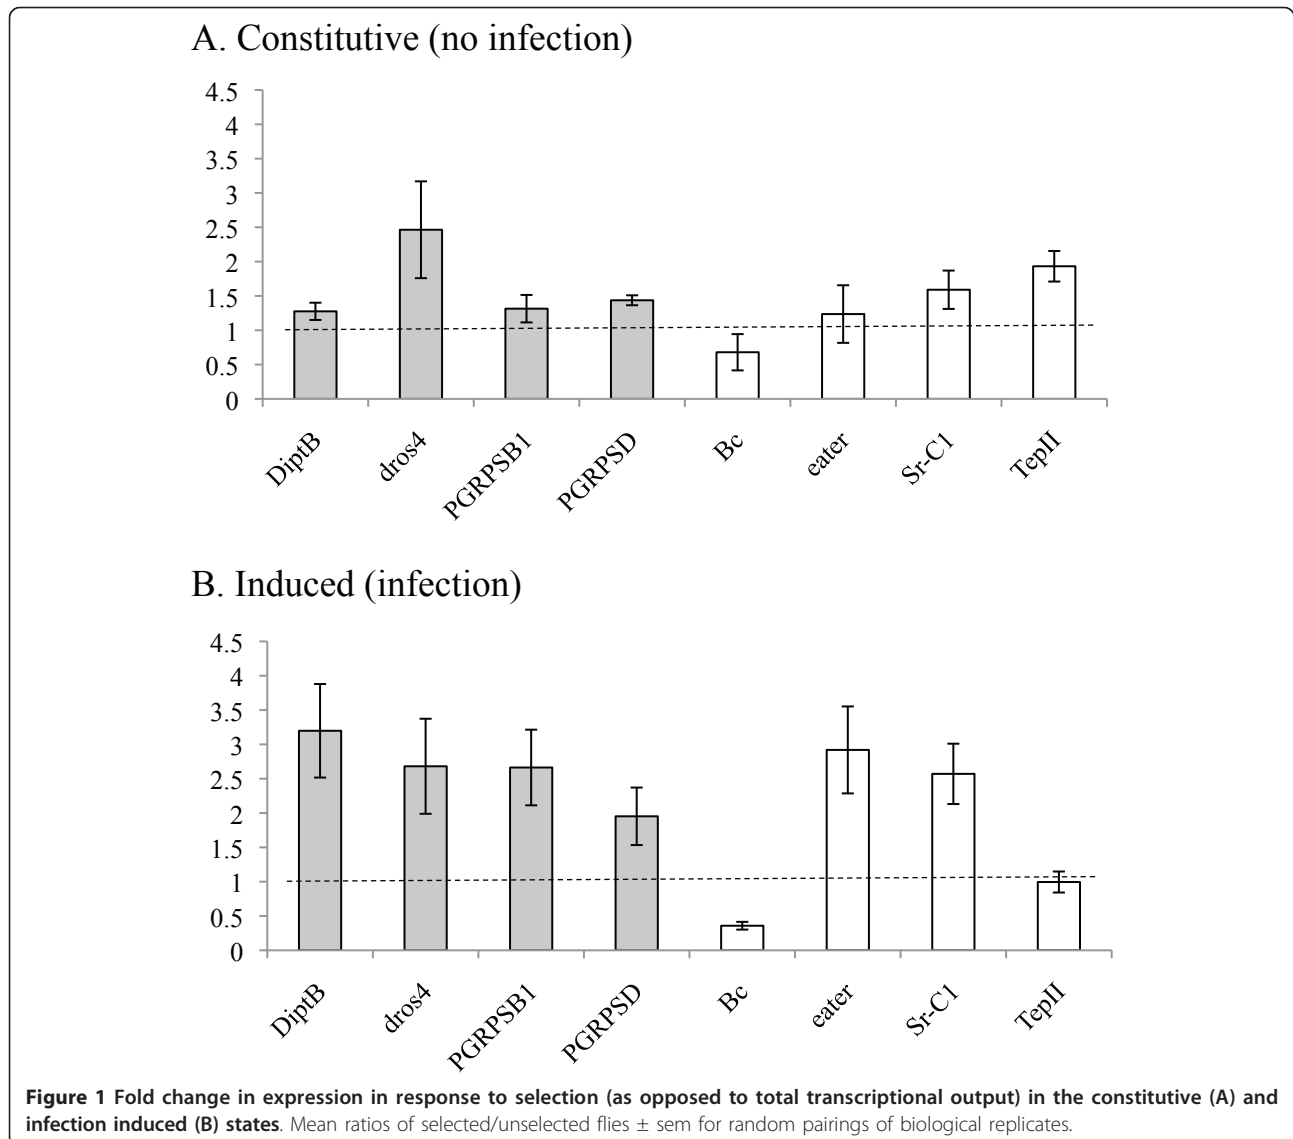 A. Constitutive (no infection)
4.5
4
3.5
3
2.5
2
1.5
1
0.5
0
DiptB
dros4
PGRPSB1
PGRPSD
Bc
eater
Sr-C1
TepII
B. Induced (infection)
4.5
4
3.5
3
2.5
2
1.5
1
0.5
0
DiptB
dros4
PGRPSB1
PGRPSD
Bc
eater
Sr-C1
TepII
Figure 1 Fold change in expression in response to selection (as opposed to total transcriptional output) in the constitutive (A) and
infection induced (B) states. Mean ratios of selected/unselected flies ± sem for random pairings of biological replicates.